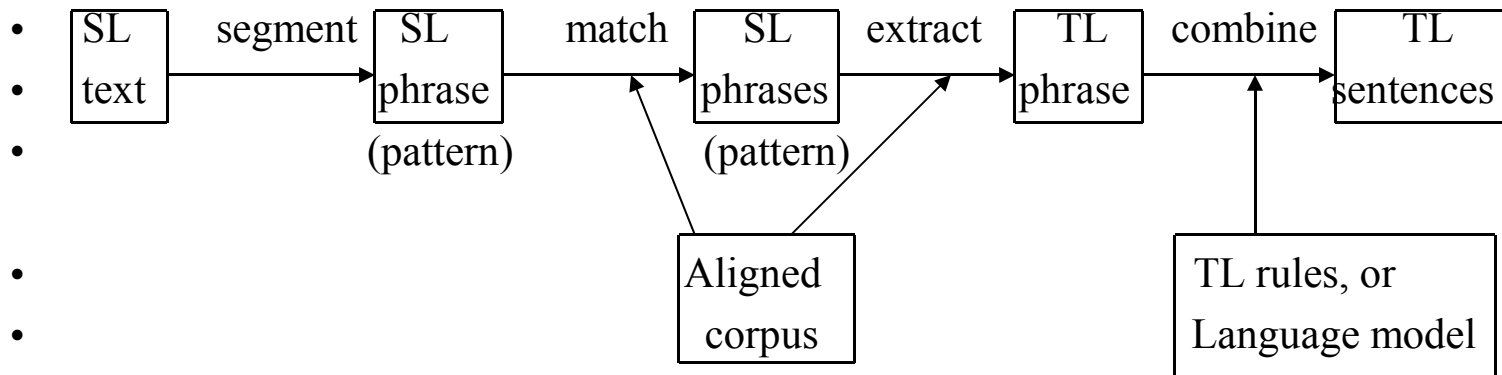 • SL segment SL match SL extract TL combine TL
• text phrase phrases phrase sentences
• (pattern) (pattern)
• Aligned TL rules, or
• corpus Language model